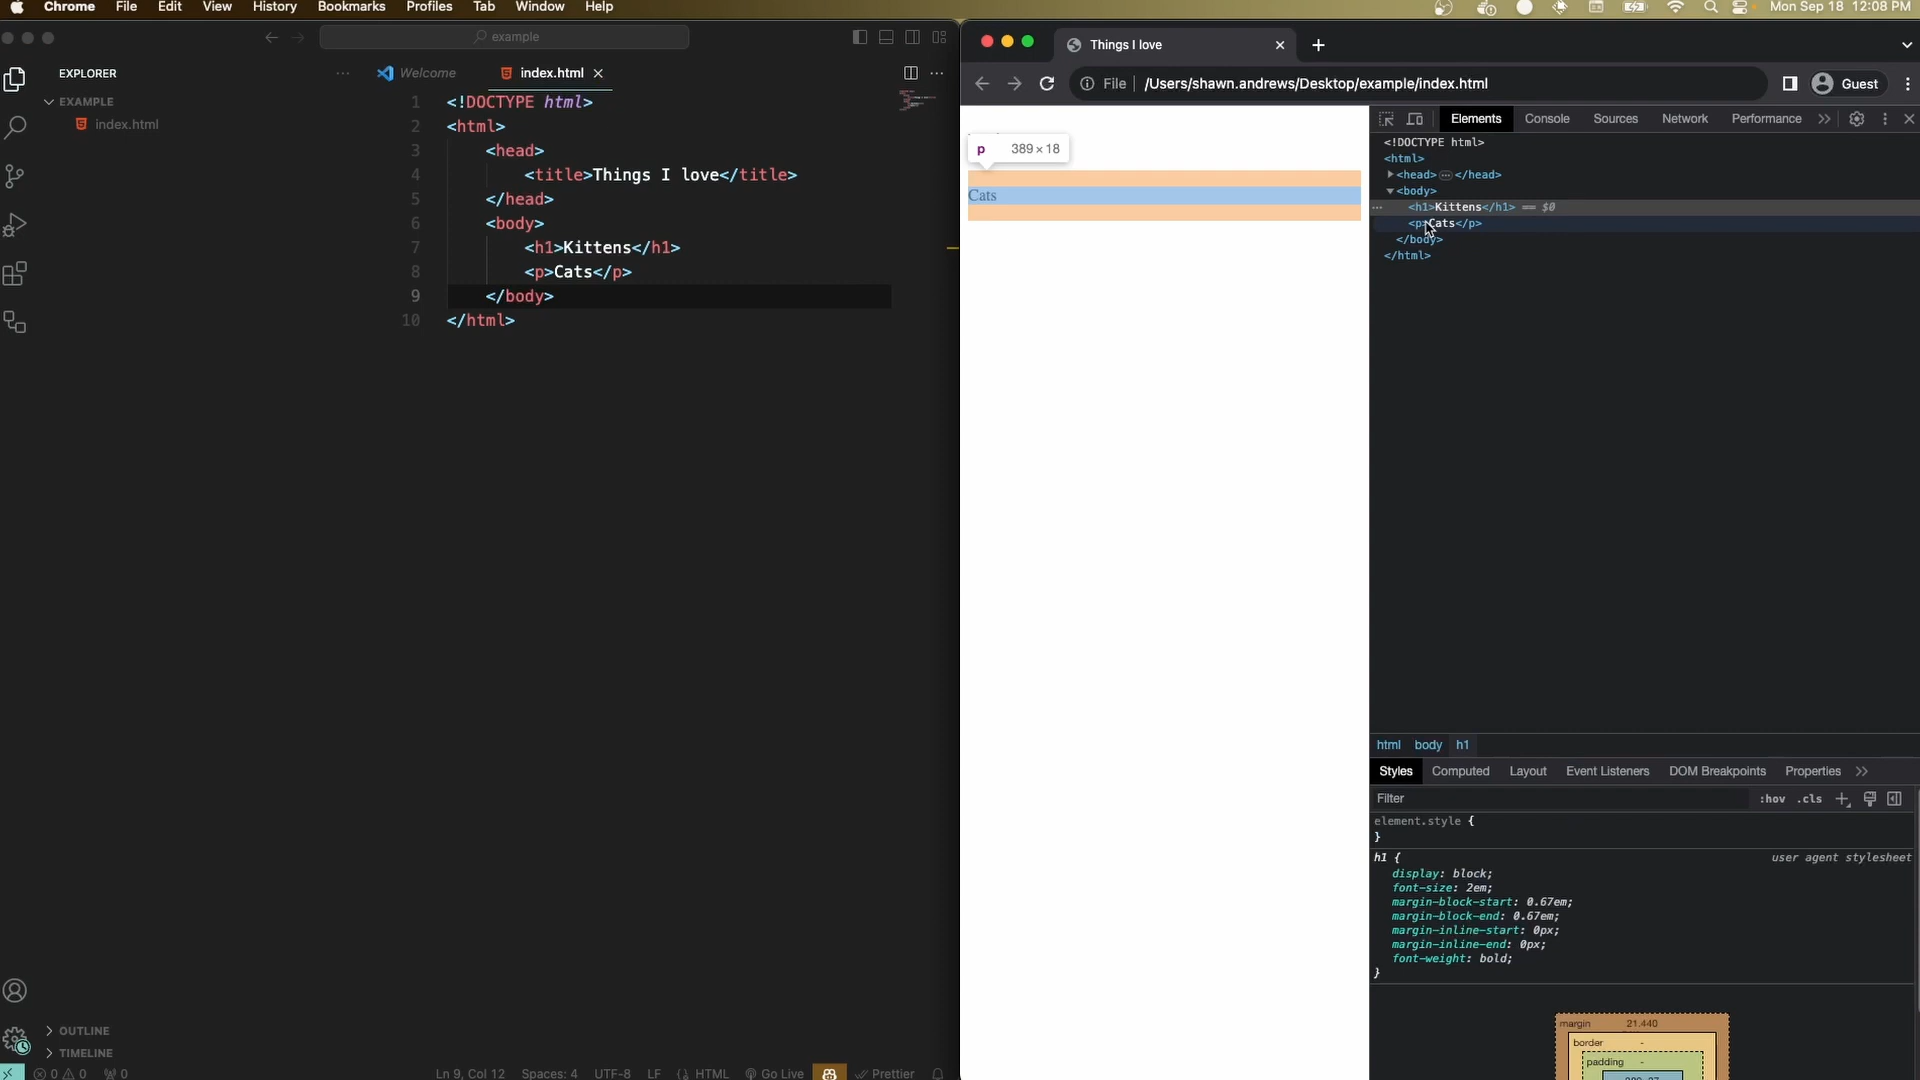 Chrome File Edit View History Bookmarks Profiles Tab Window Help
Mon Sep 18 12:08 PM
example
EXPLORER
EXAMPLE
index.html
OUTLINE
TIMELINE
Welcome
index.html
1 <!DOCTYPE html>
2 <html>
3 <head>
4 <title>Things I love</title>
5 </head>
6 <body>
7 <h1>Kittens</h1>
8 <p>Cats</p>
9 </body>
10 </html>
0 0 0
Ln 9, Col 12 Spaces: 4 UTF-8 LF HTML Go Live Prettier
Things I love
File /Users/shawn.andrews/Desktop/example/index.html
Guest
p 389 × 18
Cats
Elements Console Sources Network Performance
<!DOCTYPE html>
<html>
<head> </head>
<body>
<h1>Kittens</h1> == $0
<p>Cats</p>
</body>
</html>
html body h1
Styles Computed Layout Event Listeners DOM Breakpoints Properties
Filter :hov .cls
element.style {
}
h1 { user agent stylesheet
display: block;
font-size: 2em;
margin-block-start: 0.67em;
margin-block-end: 0.67em;
margin-inline-start: 0px;
margin-inline-end: 0px;
font-weight: bold;
}
margin 21.440
border -
padding -